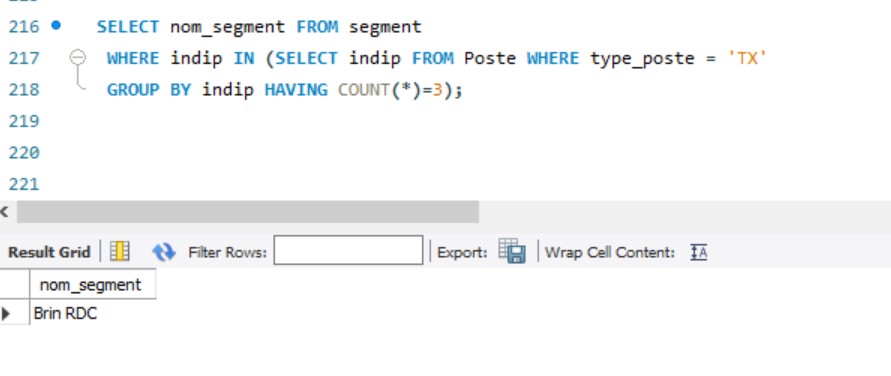 216 SELECT nom_segment FROM segment
217 WHERE indip IN (SELECT indip FROM Poste WHERE type_poste = 'TX'
218 GROUP BY indip HAVING COUNT(*)=3);
219
220
221
Result Grid Filter Rows: Export: Wrap Cell Content: IA
nom_segment
Brin RDC